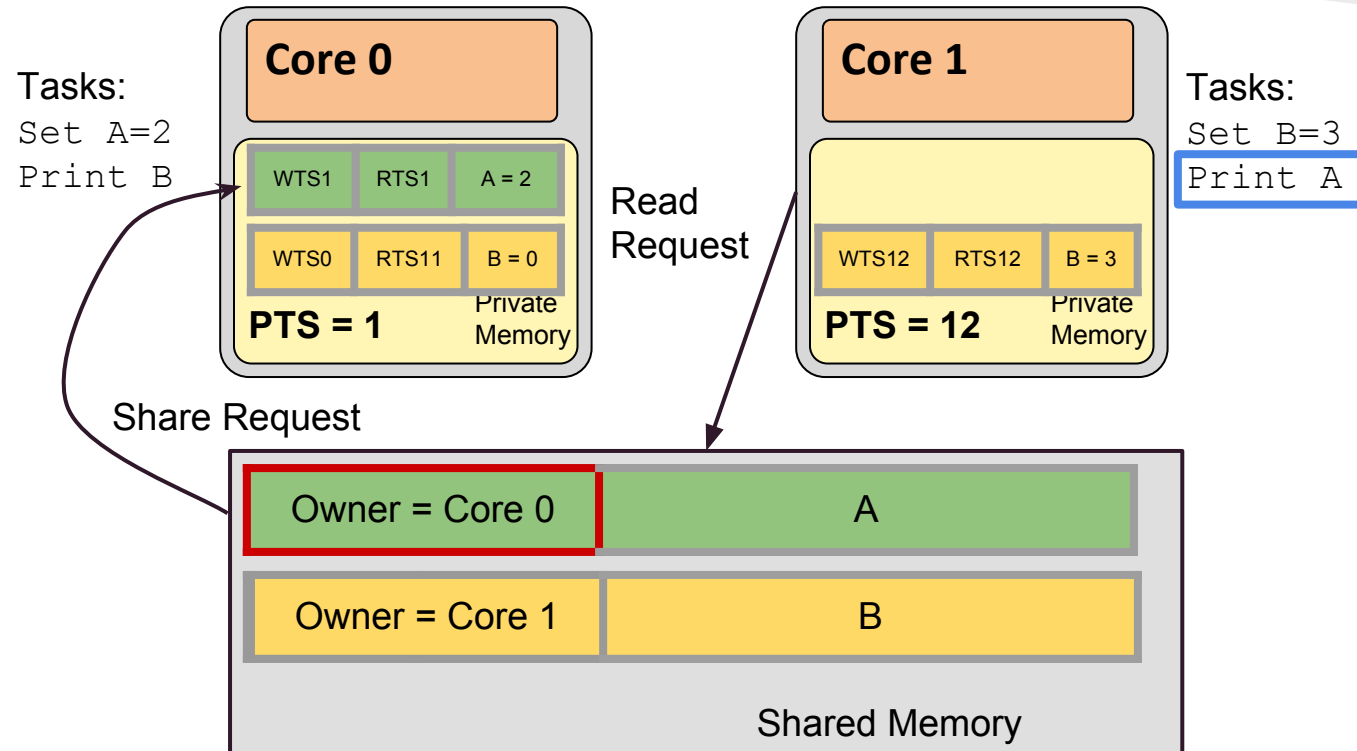 Core 0
Core 1
Tasks:
Set A=2
Print B
Tasks:
Set B=3
Print A
WTS1 RTS1 A = 2
WTS0 RTS11 B = 0
PTS = 1
Private
Memory
Read
Request
WTS12 RTS12 B = 3
PTS = 12
Private
Memory
Share Request
Owner = Core 0 A
Owner = Core 1 B
Shared Memory